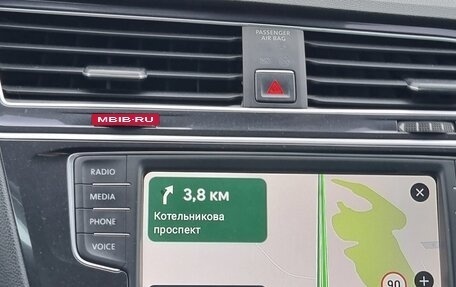 PASSENGER
AIR BAG
MBIB.RU
RADIO
MEDIA
PHONE
VOICE
3,8 км
Котельникова
проспект
90